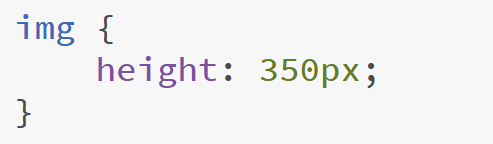 img {
    height: 350px;
}